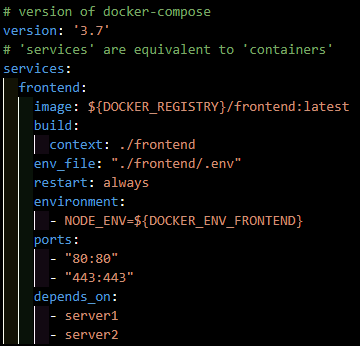 # version of docker-compose
version: '3.7'
# 'services' are equivalent to 'containers'
services:
  frontend:
    image: ${DOCKER_REGISTRY}/frontend:latest
    build:
      context: ./frontend
    env_file: "./frontend/.env"
    restart: always
    environment:
      - NODE_ENV=${DOCKER_ENV_FRONTEND}
    ports:
      - "80:80"
      - "443:443"
    depends_on:
      - server1
      - server2